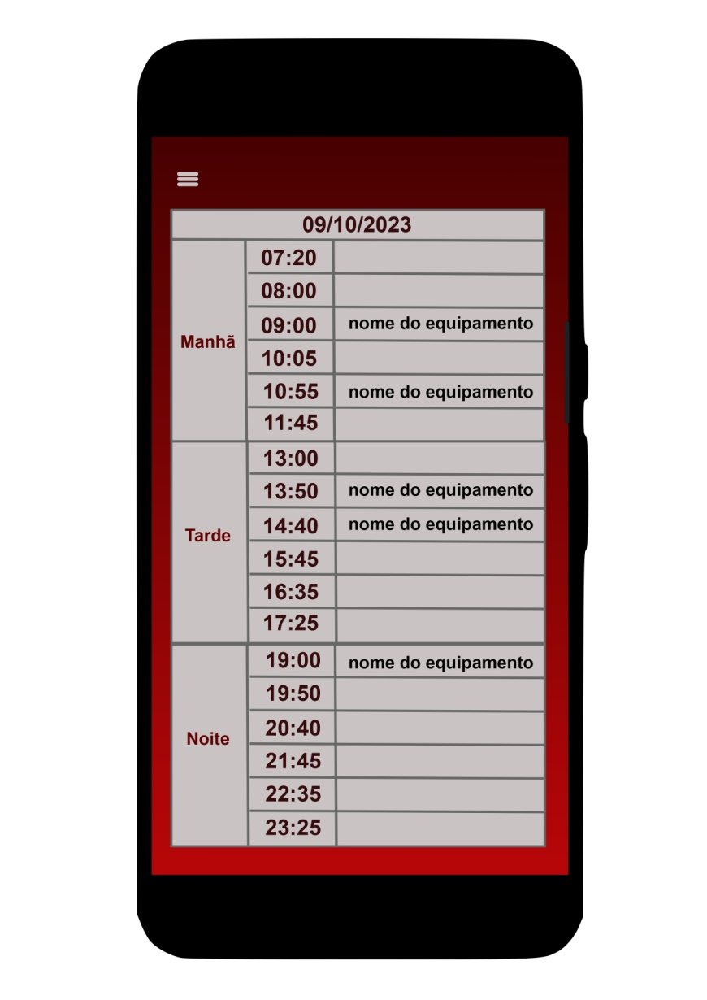 09/10/2023
Manhã
07:20
08:00
09:00 nome do equipamento
10:05
10:55 nome do equipamento
11:45
Tarde
13:00
13:50 nome do equipamento
14:40 nome do equipamento
15:45
16:35
17:25
Noite
19:00 nome do equipamento
19:50
20:40
21:45
22:35
23:25